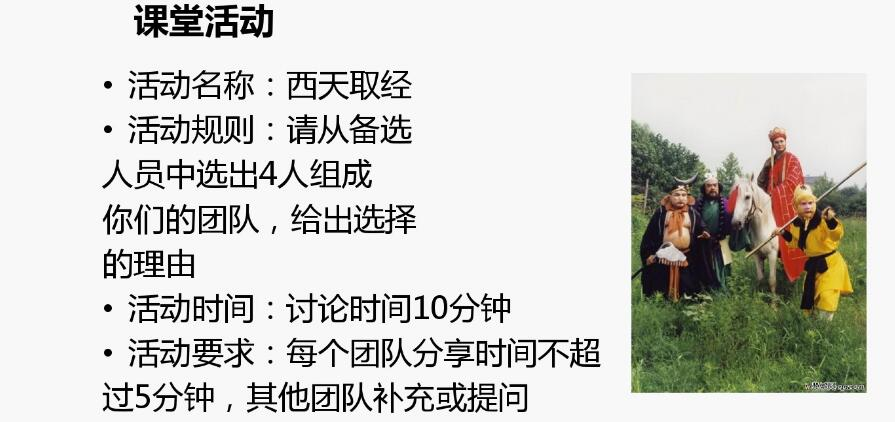 课堂活动
• 活动名称：西天取经
• 活动规则：请从备选
人员中选出4人组成
你们的团队，给出选择
的理由
• 活动时间：讨论时间10分钟
• 活动要求：每个团队分享时间不超
过5分钟，其他团队补充或提问